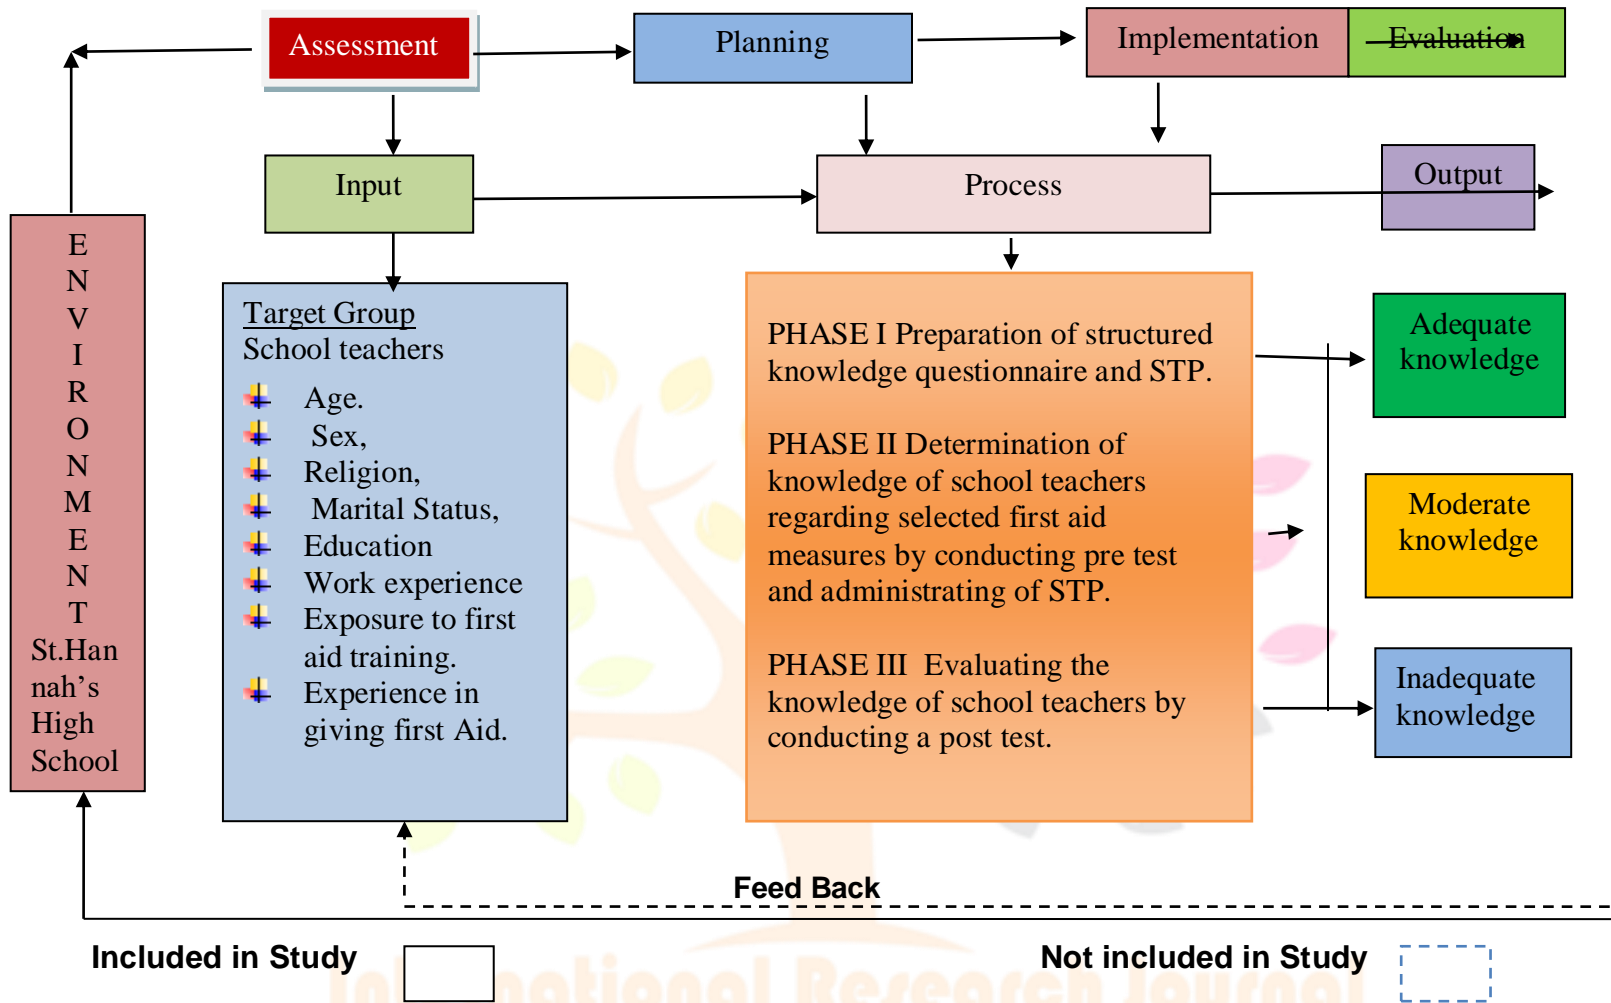 Assessment
Planning
Implementation
Evaluation
Input
Process
Output
E
N
V
I
R
O
N
M
E
N
T
St.Han
nah’s
High
School
Target Group
School teachers
Age.
Sex,
Religion,
Marital Status,
Education
Work experience
Exposure to first
aid training.
Experience in
giving first Aid.
PHASE I Preparation of structured
knowledge questionnaire and STP.
PHASE II Determination of
knowledge of school teachers
regarding selected first aid
measures by conducting pre test
and administrating of STP.
PHASE III Evaluating the
knowledge of school teachers by
conducting a post test.
Adequate
knowledge
Moderate
knowledge
Inadequate
knowledge
Feed Back
Included in Study
Not included in Study
International Research Journal